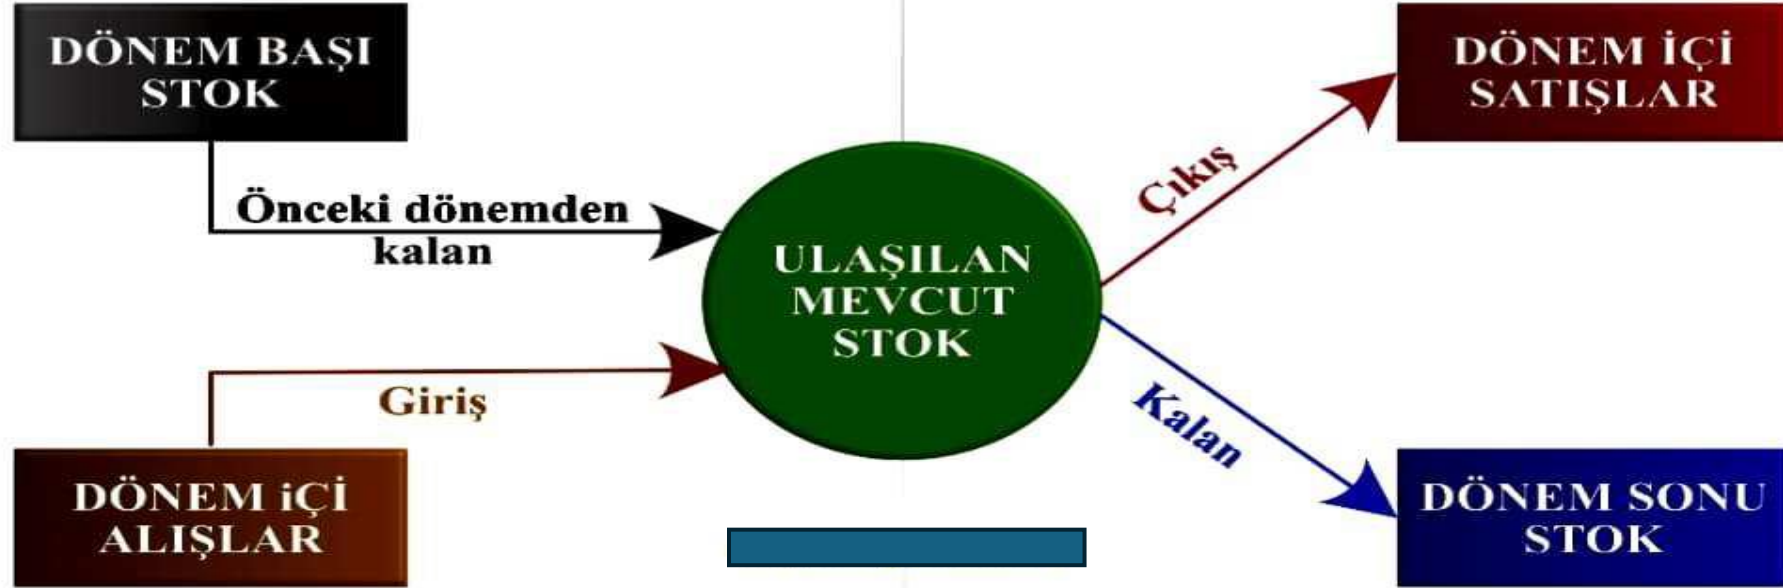 DÖNEM BAŞI
STOK
Önceki dönemden
kalan
Giriş
DÖNEM iÇİ
ALIŞLAR
ULAŞILAN
MEVCUT
STOK
Çıkış
DÖNEM İÇİ
SATIŞLAR
Kalan
DÖNEM SONU
STOK